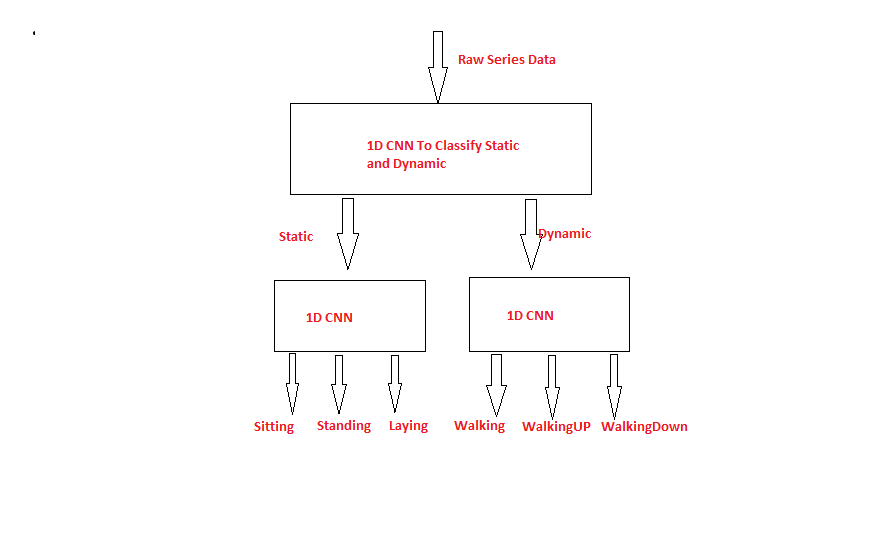 Raw Series Data
1D CNN To Classify Static
and Dynamic
Static
Dynamic
1D CNN
1D CNN
Sitting
Standing
Laying
Walking
WalkingUP
WalkingDown